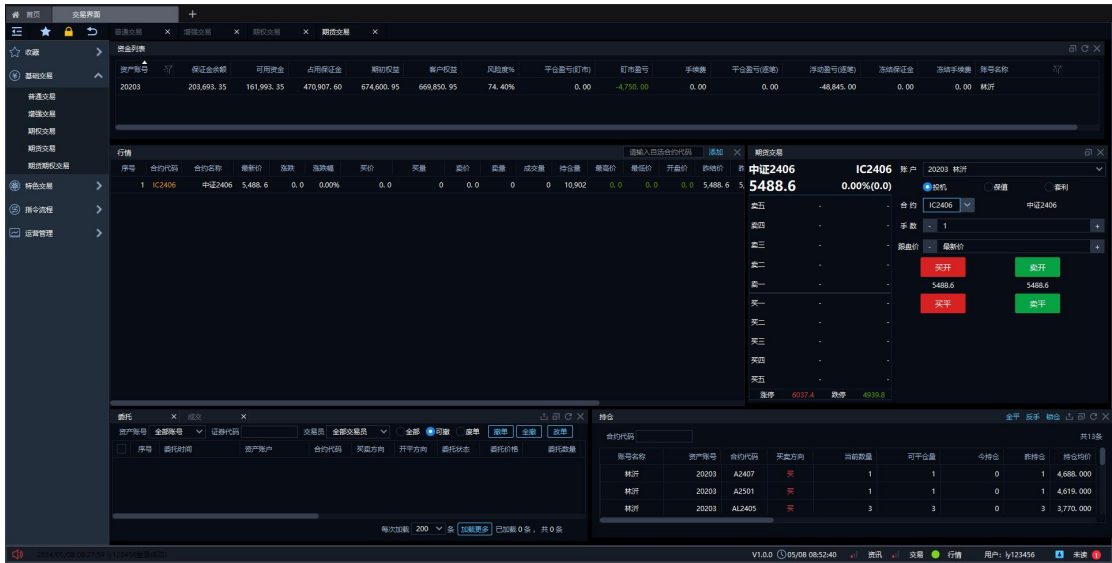 首页 交易界面 +
普通交易 × 增强交易 × 期权交易 × 期货交易 ×
收藏
基础交易
普通交易
增强交易
期权交易
期货交易
期货期权交易
特色交易
指令流程
运营管理
资金列表
资产账号 保证金余额 可用资金 占用保证金 期初权益 客户权益 风险度% 平仓盈亏(盯市) 盯市盈亏 手续费 平仓盈亏(逐笔) 浮动盈亏(逐笔) 冻结保证金 冻结手续费 账号名称
20203 203,693.35 161,993.35 470,907.60 674,600.95 669,850.95 74.40% 0.00 -4,750.00 0.00 0.00 -48,845.00 0.00 0.00 林沂
行情 请输入自选合约代码 添加
序号 合约代码 合约名称 最新价 涨跌 涨跌幅 买价 买量 卖价 卖量 成交量 持仓量 最高价 最低价 开盘价 昨结价
1 IC2406 中证2406 5,488.6 0.0 0.00% 0.0 0 0.0 0 0 10,902 0.0 0.0 0.0 5,488.6 5,
期货交易
中证2406 IC2406
5488.6 0.00%(0.0)
卖五 - -
卖四 - -
卖三 - -
卖二 - -
卖一 - -
买一 - -
买二 - -
买三 - -
买四 - -
买五 - -
涨停 6037.4 跌停 4939.8
账户 20203 林沂
投机 保值 套利
合约 IC2406 中证2406
手数 - 1 +
跟盘价 - 最新价 +
买开 卖开
5488.6 5488.6
买平 卖平
委托 × 成交 ×
资产账号 全部账号 证券代码 交易员 全部交易员 全部 可撤 废单 撤单 全撤 改单
序号 委托时间 资产账户 合约代码 买卖方向 开平方向 委托状态 委托价格 委托数量
每次加载 200 条 加载更多 已加载 0 条，共 0 条
持仓 全平 反手 锁仓
合约代码 共13条
账号名称 资产账号 合约代码 买卖方向 当前数量 可平仓量 今持仓 昨持仓 持仓均价
林沂 20203 A2407 买 1 1 0 1 4,688.000
林沂 20203 A2501 买 1 1 0 1 4,619.000
林沂 20203 AL2405 买 3 3 0 3 3,770.000
V1.0.0 05/08 08:52:40 资讯 交易 行情 用户: ly123456 未读 1